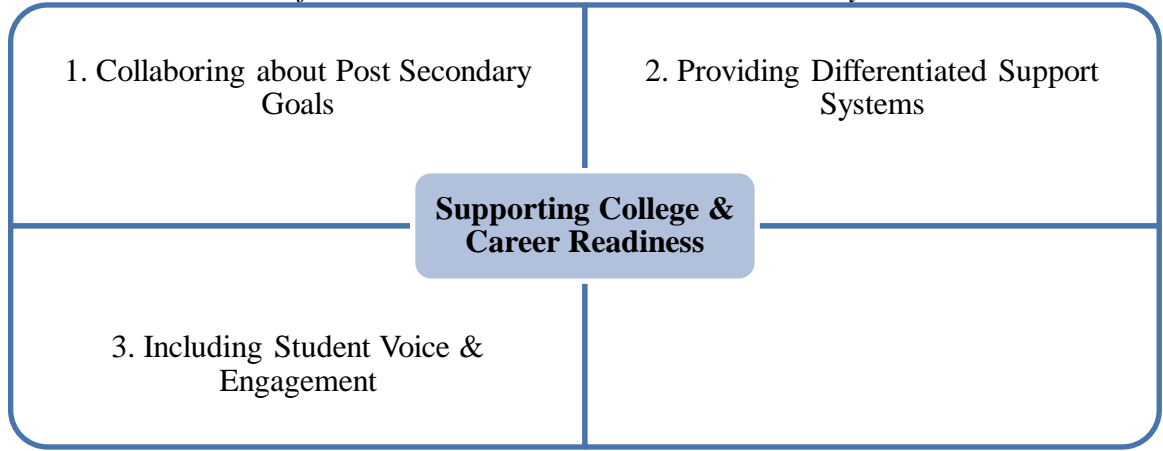 1. Collaboring about Post Secondary
Goals
2. Providing Differentiated Support
Systems
Supporting College &
Career Readiness
3. Including Student Voice &
Engagement